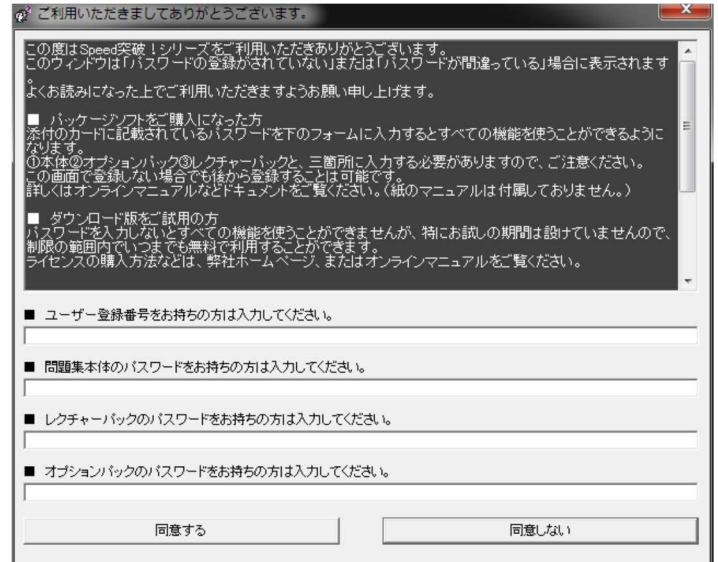 ご利用いただきましてありがとうございます。
この度はSpeed突破！シリーズをご利用いただきありがとうございます。
このウィンドウは「パスワードの登録がされていない」または「パスワードが間違っている」場合に表示されます
。
よくお読みになった上でご利用いただきますようお願い申し上げます。
■ パッケージソフトをご購入になった方
添付のカードに記載されているパスワードを下のフォームに入力するとすべての機能を使うことができるように
なります。
①本体②オプションパック③レクチャーパックと、三箇所に入力する必要がありますので、ご注意ください。
この画面で登録しない場合でも後から登録することは可能です。
詳しくはオンラインマニュアルなどドキュメントをご覧ください。（紙のマニュアルは付属しておりません。）
■ ダウンロード版をご試用の方
パスワードを入力しないとすべての機能を使うことができませんが、特にお試しの期間は設けていませんので、
制限の範囲内でいつまでも無料で利用することができます。
ライセンスの購入方法などは、弊社ホームページ、またはオンラインマニュアルをご覧ください。
■ ユーザー登録番号をお持ちの方は入力してください。
■ 問題集本体のパスワードをお持ちの方は入力してください。
■ レクチャーパックのパスワードをお持ちの方は入力してください。
■ オプションパックのパスワードをお持ちの方は入力してください。
同意する
同意しない